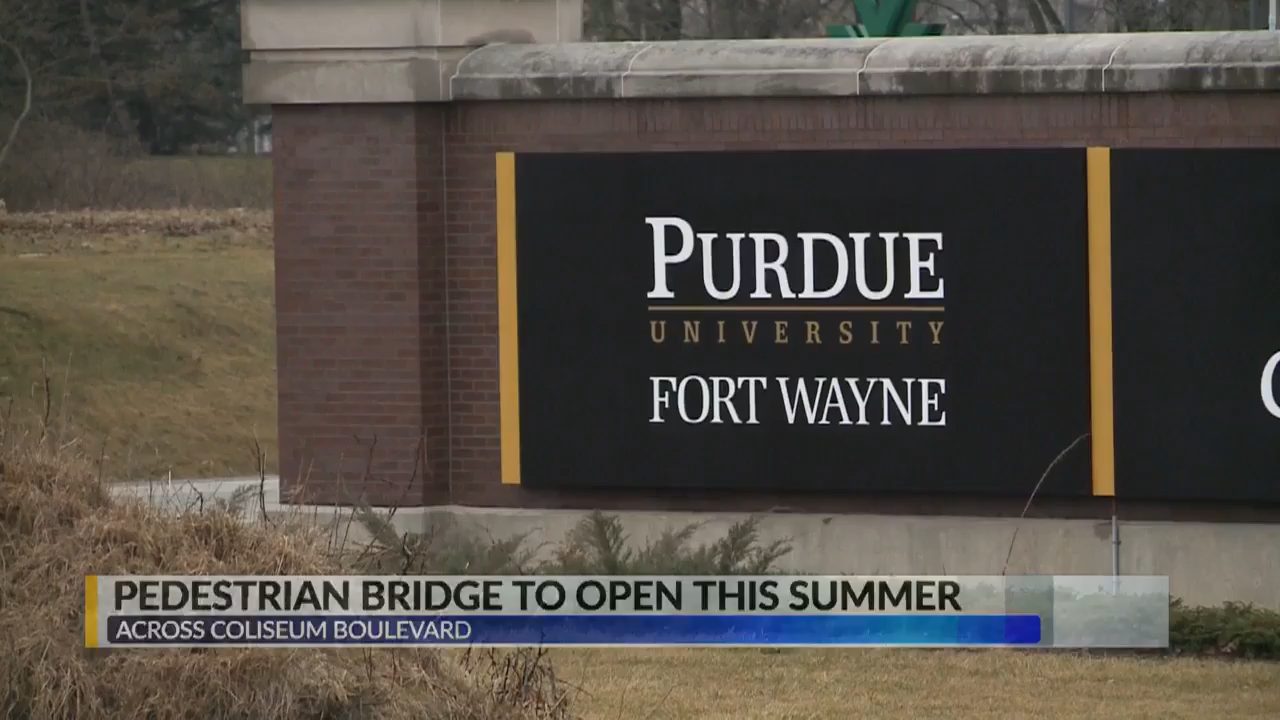 PURDUE
UNIVERSITY
FORT WAYNE
PEDESTRIAN BRIDGE TO OPEN THIS SUMMER
ACROSS COLISEUM BOULEVARD